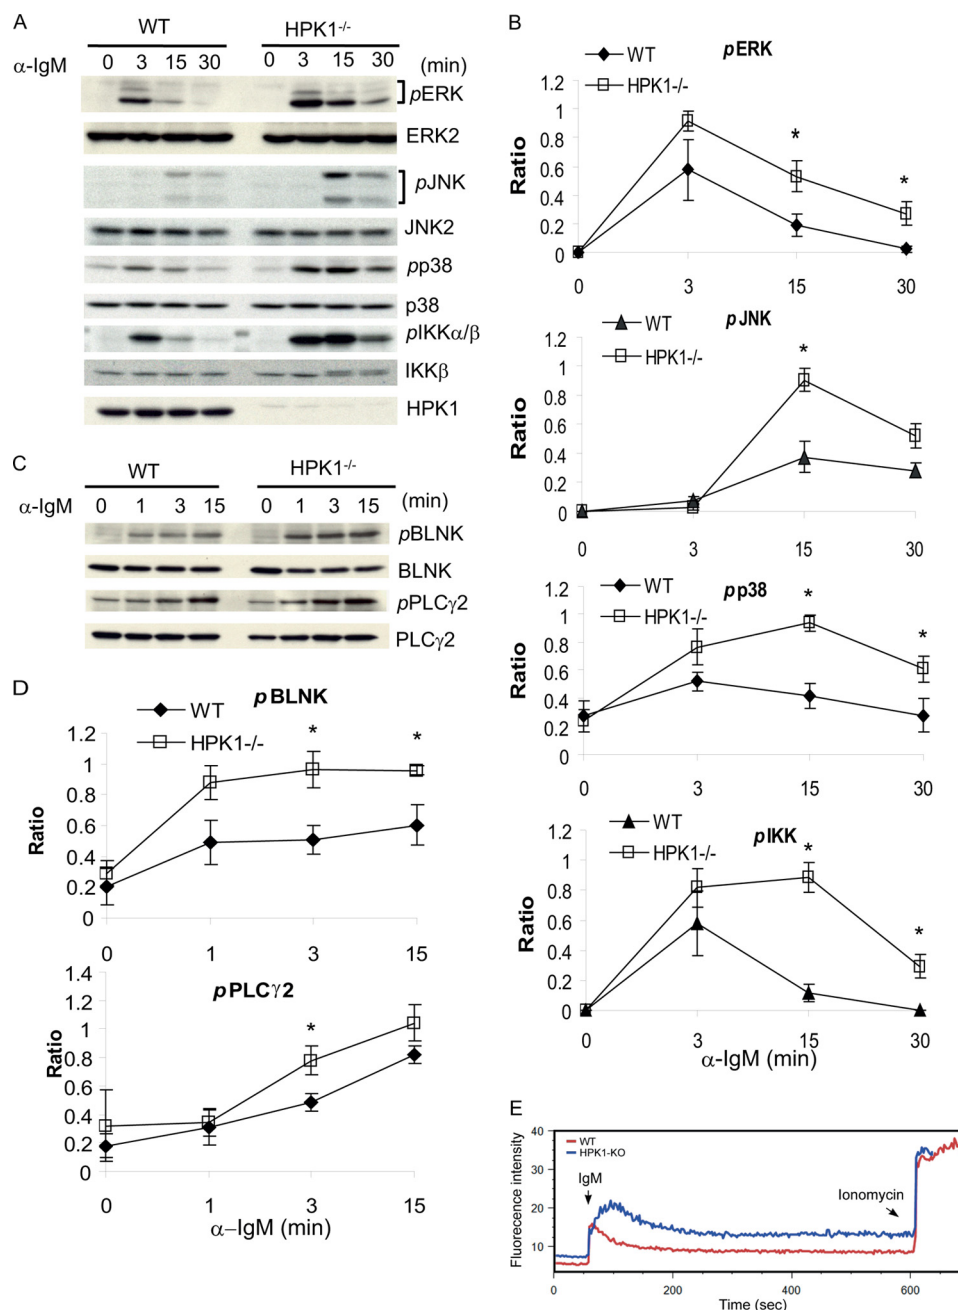 A
WT
HPK1-/-
α-IgM 0 3 15 30 0 3 15 30 (min)
pERK
ERK2
pJNK
JNK2
pp38
p38
pIKKα/β
IKKβ
HPK1
B
pERK
WT
HPK1-/-
Ratio
1.2
1
0.8
0.6
0.4
0.2
0
0 3 15 30
*
*
pJNK
WT
HPK1-/-
Ratio
1.2
1
0.8
0.6
0.4
0.2
0
0 3 15 30
*
pp38
WT
HPK1-/-
Ratio
1.2
1
0.8
0.6
0.4
0.2
0
0 3 15 30
*
*
pIKK
WT
HPK1-/-
Ratio
1.2
1
0.8
0.6
0.4
0.2
0
0 3 15 30
*
*
α-IgM (min)
C
WT
HPK1-/-
α-IgM 0 1 3 15 0 1 3 15 (min)
pBLNK
BLNK
pPLCγ2
PLCγ2
D
pBLNK
WT
HPK1-/-
Ratio
1.2
1
0.8
0.6
0.4
0.2
0
0 1 3 15
* *
pPLCγ2
Ratio
1.4
1.2
1
0.8
0.6
0.4
0.2
0
0 1 3 15
*
α–IgM (min)
E
WT
HPK1-KO
Fluorecence intensity
40
30
20
10
IgM
Ionomycin
0 200 400 600
Time (sec)